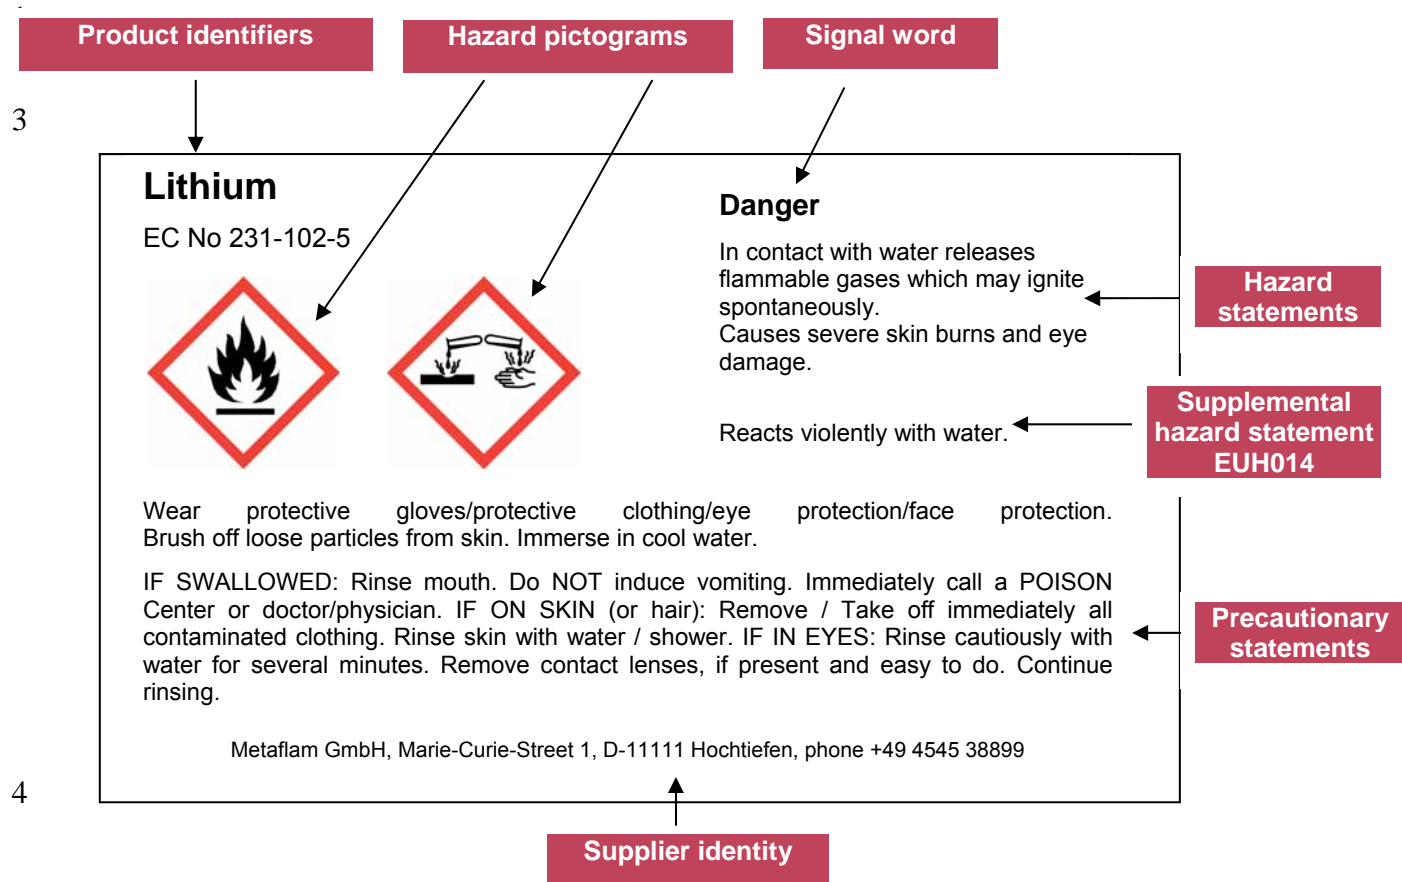 Product identifiers
Hazard pictograms
Signal word
3
Lithium
EC No 231-102-5
Danger
In contact with water releases
flammable gases which may ignite
spontaneously.
Causes severe skin burns and eye
damage.
Hazard
statements
Reacts violently with water.
Supplemental
hazard statement
EUH014
Wear protective gloves/protective clothing/eye protection/face protection.
Brush off loose particles from skin. Immerse in cool water.
IF SWALLOWED: Rinse mouth. Do NOT induce vomiting. Immediately call a POISON
Center or doctor/physician. IF ON SKIN (or hair): Remove / Take off immediately all
contaminated clothing. Rinse skin with water / shower. IF IN EYES: Rinse cautiously with
water for several minutes. Remove contact lenses, if present and easy to do. Continue
rinsing.
Precautionary
statements
Metaflam GmbH, Marie-Curie-Street 1, D-11111 Hochtiefen, phone +49 4545 38899
4
Supplier identity